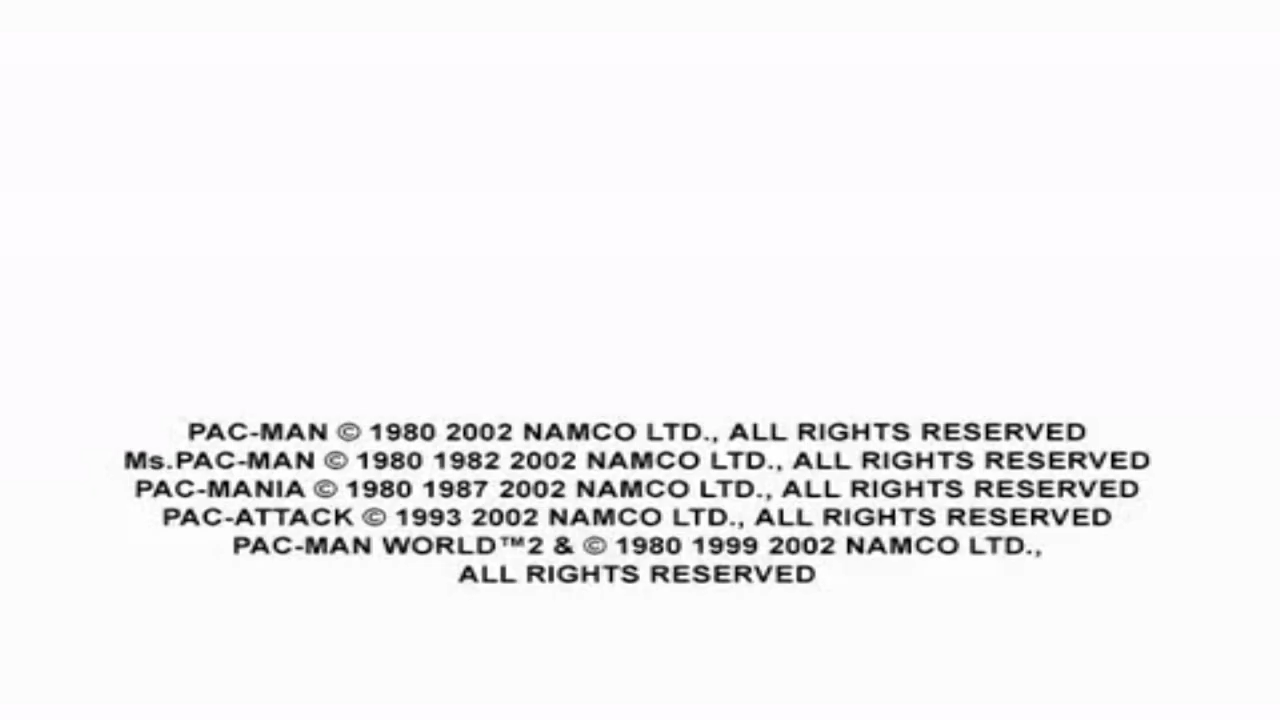 PAC-MAN © 1980 2002 NAMCO LTD., ALL RIGHTS RESERVED
Ms.PAC-MAN © 1980 1982 2002 NAMCO LTD., ALL RIGHTS RESERVED
PAC-MANIA © 1980 1987 2002 NAMCO LTD., ALL RIGHTS RESERVED
PAC-ATTACK © 1993 2002 NAMCO LTD., ALL RIGHTS RESERVED
PAC-MAN WORLD™2 & © 1980 1999 2002 NAMCO LTD.,
ALL RIGHTS RESERVED